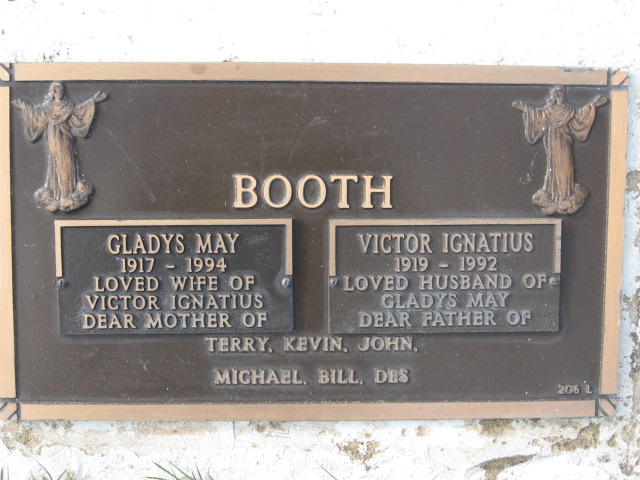 BOOTH
GLADYS MAY
1917 - 1994
LOVED WIFE OF
VICTOR IGNATIUS
DEAR MOTHER OF
VICTOR IGNATIUS
1919 - 1992
LOVED HUSBAND OF
GLADYS MAY
DEAR FATHER OF
TERRY, KEVIN, JOHN,
MICHAEL, BILL, DES
206 L